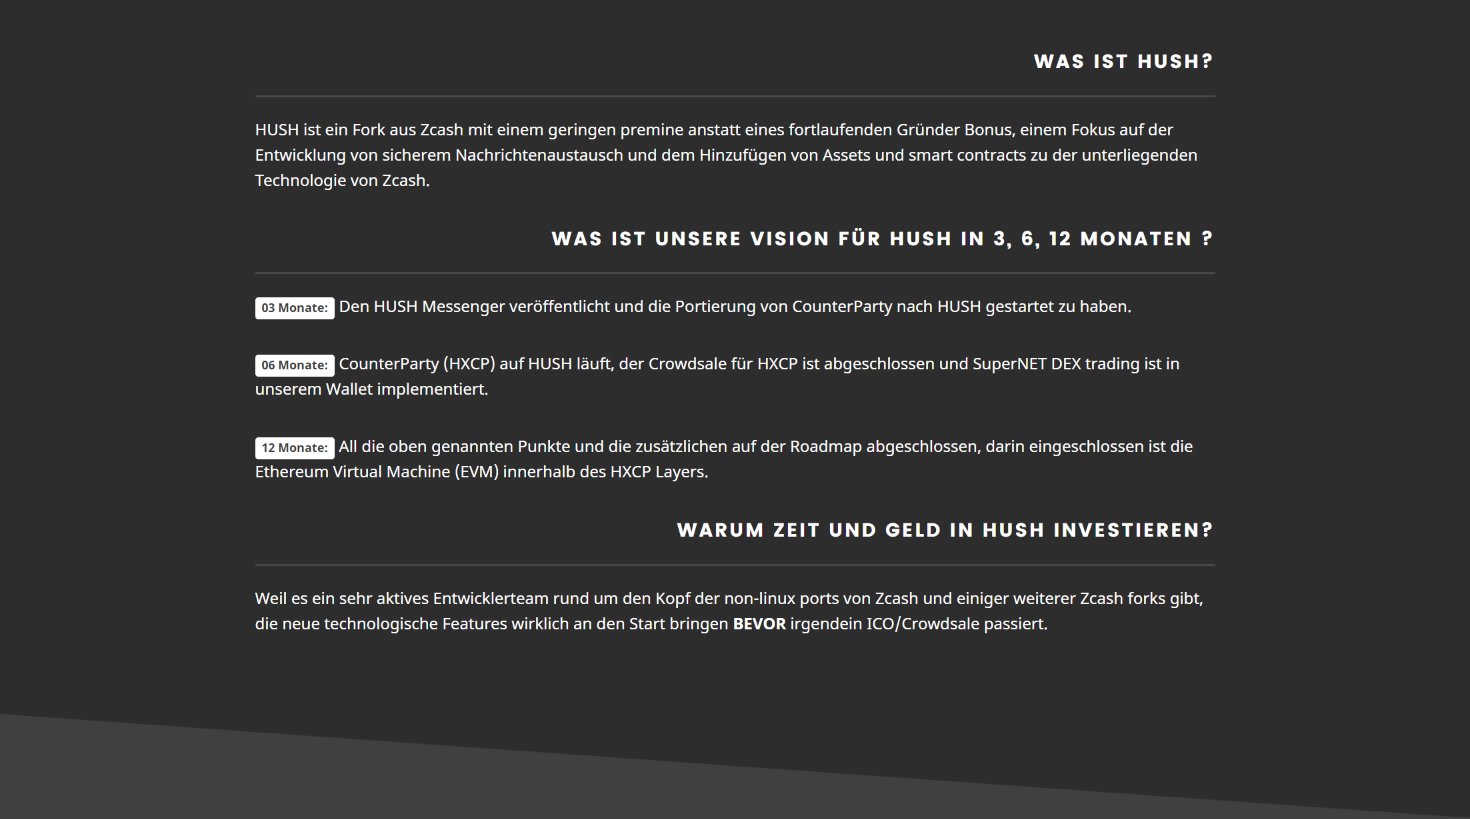 WAS IST HUSH?
HUSH ist ein Fork aus Zcash mit einem geringen premine anstatt eines fortlaufenden Gründer Bonus, einem Fokus auf der
Entwicklung von sicherem Nachrichtenaustausch und dem Hinzufügen von Assets und smart contracts zu der unterliegenden
Technologie von Zcash.
WAS IST UNSERE VISION FÜR HUSH IN 3, 6, 12 MONATEN ?
03 Monate: Den HUSH Messenger veröffentlicht und die Portierung von CounterParty nach HUSH gestartet zu haben.
06 Monate: CounterParty (HXCP) auf HUSH läuft, der Crowdsale für HXCP ist abgeschlossen und SuperNET DEX trading ist in
unserem Wallet implementiert.
12 Monate: All die oben genannten Punkte und die zusätzlichen auf der Roadmap abgeschlossen, darin eingeschlossen ist die
Ethereum Virtual Machine (EVM) innerhalb des HXCP Layers.
WARUM ZEIT UND GELD IN HUSH INVESTIEREN?
Weil es ein sehr aktives Entwicklerteam rund um den Kopf der non-linux ports von Zcash und einiger weiterer Zcash forks gibt,
die neue technologische Features wirklich an den Start bringen BEVOR irgendein ICO/Crowdsale passiert.